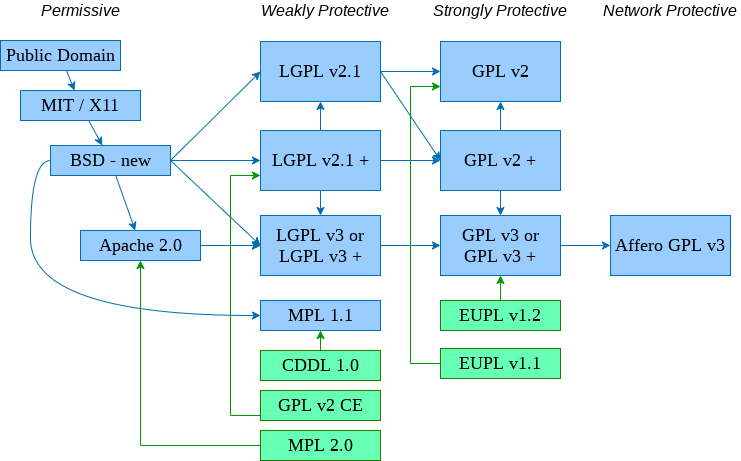 Permissive
Weakly Protective
Strongly Protective
Network Protective
Public Domain
MIT / X11
BSD - new
Apache 2.0
LGPL v2.1
LGPL v2.1 +
LGPL v3 or
LGPL v3 +
MPL 1.1
CDDL 1.0
GPL v2 CE
MPL 2.0
GPL v2
GPL v2 +
GPL v3 or
GPL v3 +
EUPL v1.2
EUPL v1.1
Affero GPL v3